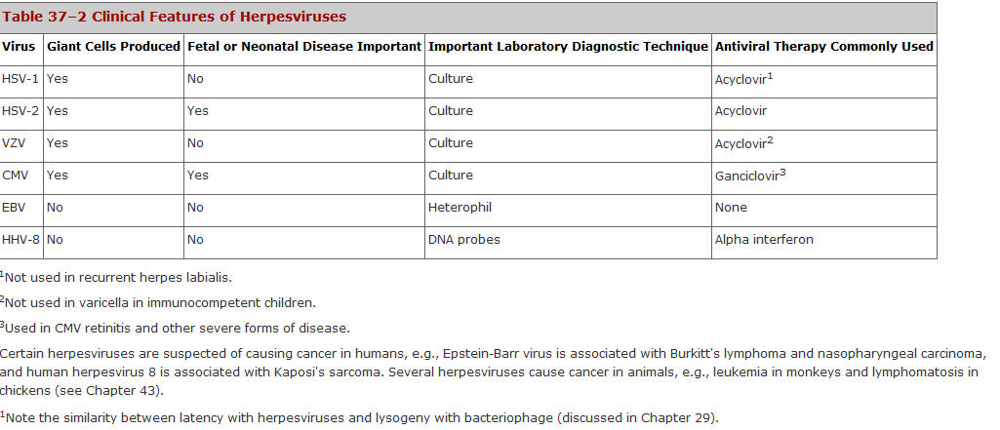 Table 37–2 Clinical Features of Herpesviruses
Virus Giant Cells Produced Fetal or Neonatal Disease Important Important Laboratory Diagnostic Technique Antiviral Therapy Commonly Used
HSV-1 Yes No Culture Acyclovir1
HSV-2 Yes Yes Culture Acyclovir
VZV Yes No Culture Acyclovir2
CMV Yes Yes Culture Ganciclovir3
EBV No No Heterophil None
HHV-8 No No DNA probes Alpha interferon
1Not used in recurrent herpes labialis.
2Not used in varicella in immunocompetent children.
3Used in CMV retinitis and other severe forms of disease.
Certain herpesviruses are suspected of causing cancer in humans, e.g., Epstein-Barr virus is associated with Burkitt's lymphoma and nasopharyngeal carcinoma,
and human herpesvirus 8 is associated with Kaposi's sarcoma. Several herpesviruses cause cancer in animals, e.g., leukemia in monkeys and lymphomatosis in
chickens (see Chapter 43).
1Note the similarity between latency with herpesviruses and lysogeny with bacteriophage (discussed in Chapter 29).